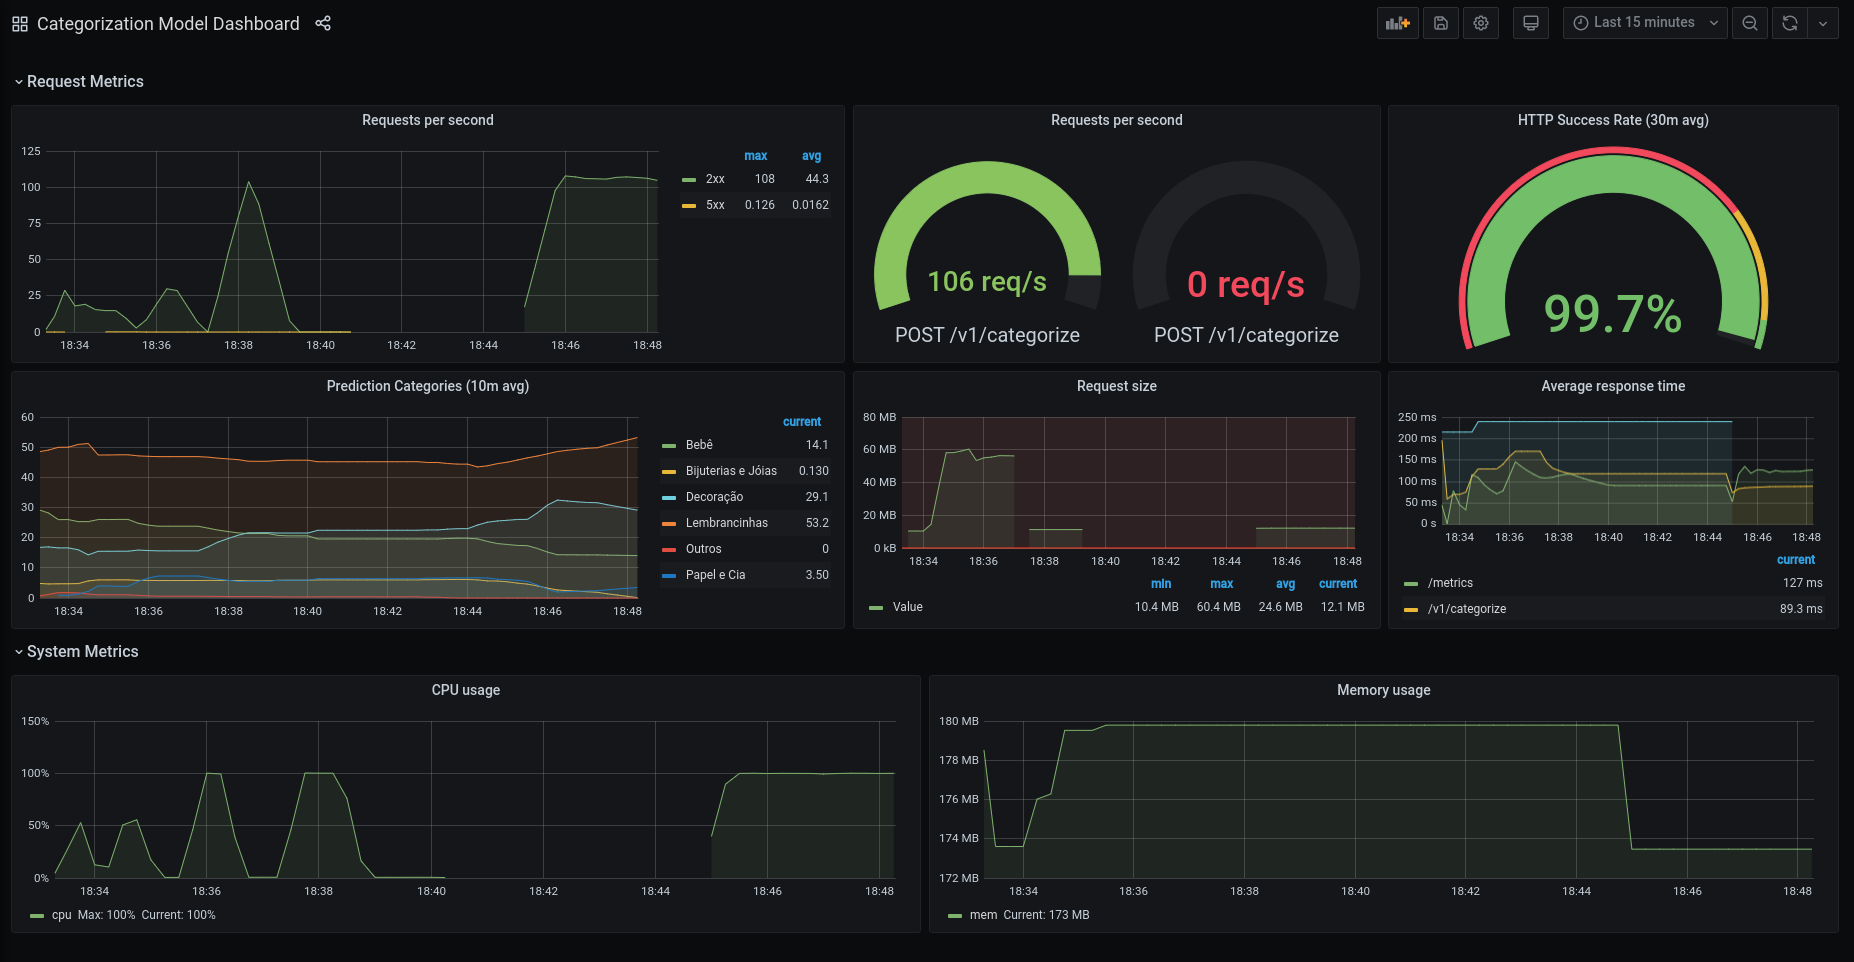 Categorization Model Dashboard
Last 15 minutes
Request Metrics
Requests per second
125
100
75
50
25
0
18:34 18:36 18:38 18:40 18:42 18:44 18:46 18:48
max avg
2xx 108 44.3
5xx 0.126 0.0162
Requests per second
106 req/s
POST /v1/categorize
0 req/s
POST /v1/categorize
HTTP Success Rate (30m avg)
99.7%
Prediction Categories (10m avg)
60
50
40
30
20
10
0
18:34 18:36 18:38 18:40 18:42 18:44 18:46 18:48
current
Bebê 14.1
Bijuterias e Jóias 0.130
Decoração 29.1
Lembrancinhas 53.2
Outros 0
Papel e Cia 3.50
Request size
80 MB
60 MB
40 MB
20 MB
0 kB
18:34 18:36 18:38 18:40 18:42 18:44 18:46 18:48
min max avg current
Value 10.4 MB 60.4 MB 24.6 MB 12.1 MB
Average response time
250 ms
200 ms
150 ms
100 ms
50 ms
0 s
18:34 18:36 18:38 18:40 18:42 18:44 18:46 18:48
current
/metrics 127 ms
/v1/categorize 89.3 ms
System Metrics
CPU usage
150%
100%
50%
0%
18:34 18:36 18:38 18:40 18:42 18:44 18:46 18:48
cpu Max: 100% Current: 100%
Memory usage
180 MB
178 MB
176 MB
174 MB
172 MB
18:34 18:36 18:38 18:40 18:42 18:44 18:46 18:48
mem Current: 173 MB